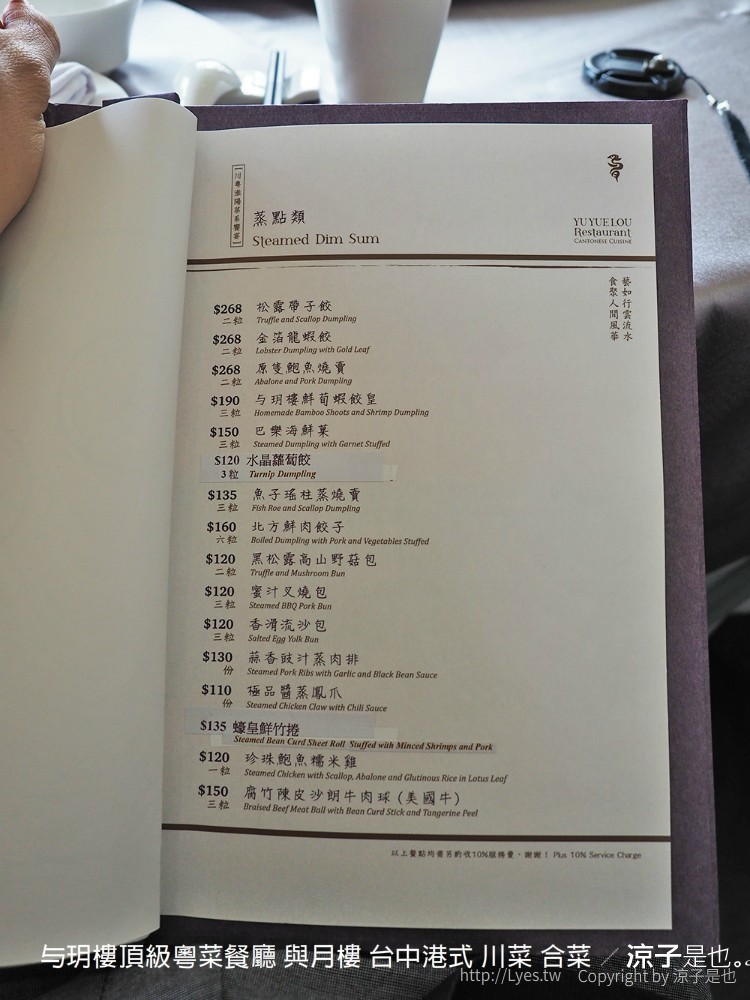 川粵淮陽茶系饗宴
蒸點類
Steamed Dim Sum
YU YUE LOU
Restaurant
CANTONESE CUISINE
藝如行雲流水
食聚人間風華
$268 松露帶子餃
二粒 Truffle and Scallop Dumpling
$268 金箔龍蝦餃
二粒 Lobster Dumpling with Gold Leaf
$268 原隻鮑魚燒賣
二粒 Abalone and Pork Dumpling
$190 与玥樓鮮荀蝦餃皇
三粒 Homemade Bamboo Shoots and Shrimp Dumpling
$150 巴樂海鮮菓
三粒 Steamed Dumpling with Garnet Stuffed
$120 水晶蘿蔔餃
3 粒 Turnip Dumpling
$135 魚子瑤柱蒸燒賣
三粒 Fish Roe and Scallop Dumpling
$160 北方鮮肉餃子
六粒 Boiled Dumpling with Pork and Vegetables Stuffed
$120 黑松露高山野菇包
二粒 Truffle and Mushroom Bun
$120 蜜汁叉燒包
三粒 Steamed BBQ Pork Bun
$120 香滑流沙包
三粒 Salted Egg Yolk Bun
$130 蒜香豉汁蒸肉排
份 Steamed Pork Ribs with Garlic and Black Bean Sauce
$110 極品醬蒸鳳爪
份 Steamed Chicken Claw with Chili Sauce
$135 蠔皇鮮竹捲
Steamed Bean Curd Sheet Roll Stuffed with Minced Shrimps and Pork
$120 珍珠鮑魚糯米雞
一粒 Steamed Chicken with Scallop, Abalone and Glutinous Rice in Lotus Leaf
$150 腐竹陳皮沙朗牛肉球 (美國牛)
三粒 Braised Beef Meat Ball with Bean Curd Stick and Tangerine Peel
以上餐點均需另酌收10%服務費，謝謝！ Plus 10% Service Charge
与玥樓頂級粵菜餐廳 與月樓 台中港式 川菜 合菜 ／ 涼子是也。
http://Lyes.tw Copyright by 涼子是也